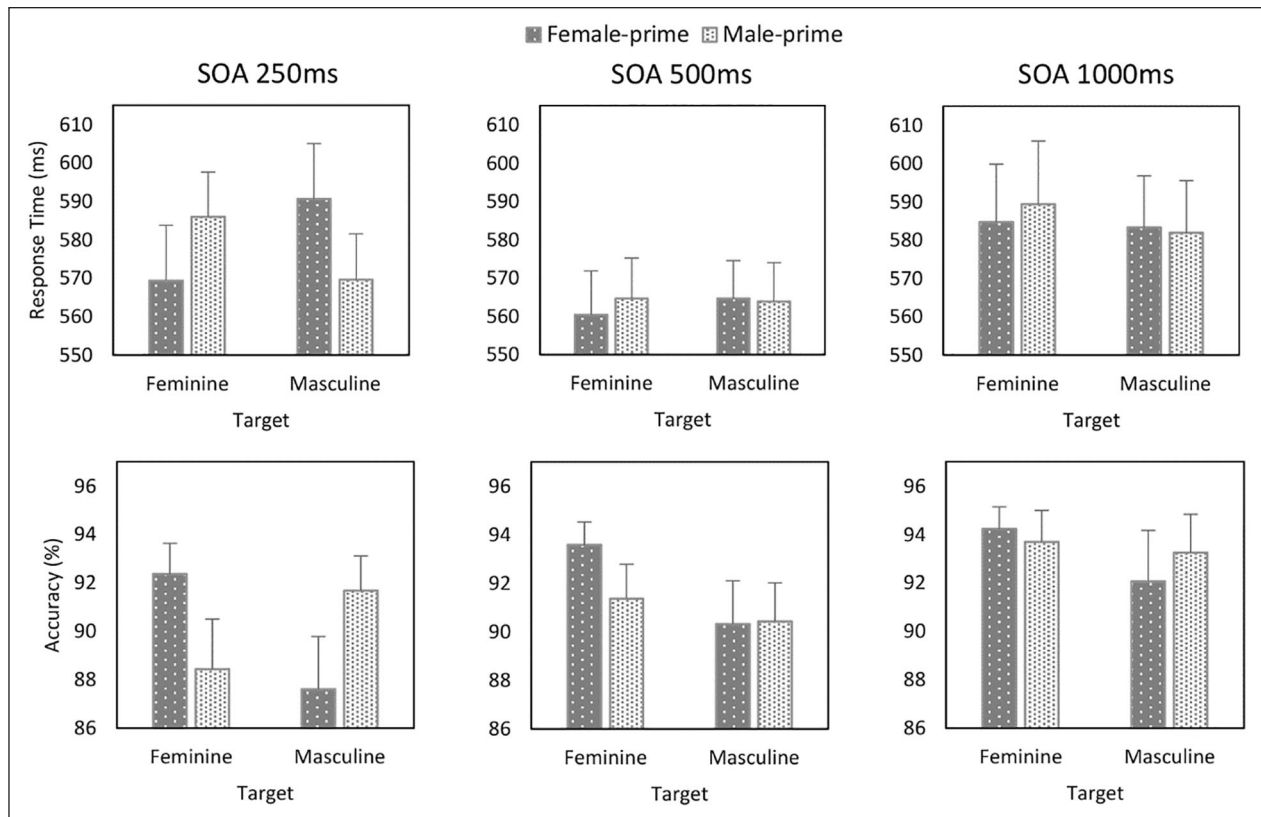 Female-prime Male-prime
SOA 250ms SOA 500ms SOA 1000ms
Response Time (ms)
610 610 610
600 600 600
590 590 590
580 580 580
570 570 570
560 560 560
550 550 550
Feminine Masculine Feminine Masculine Feminine Masculine
Target Target Target
Accuracy (%)
96 96 96
94 94 94
92 92 92
90 90 90
88 88 88
86 86 86
Feminine Masculine Feminine Masculine Feminine Masculine
Target Target Target